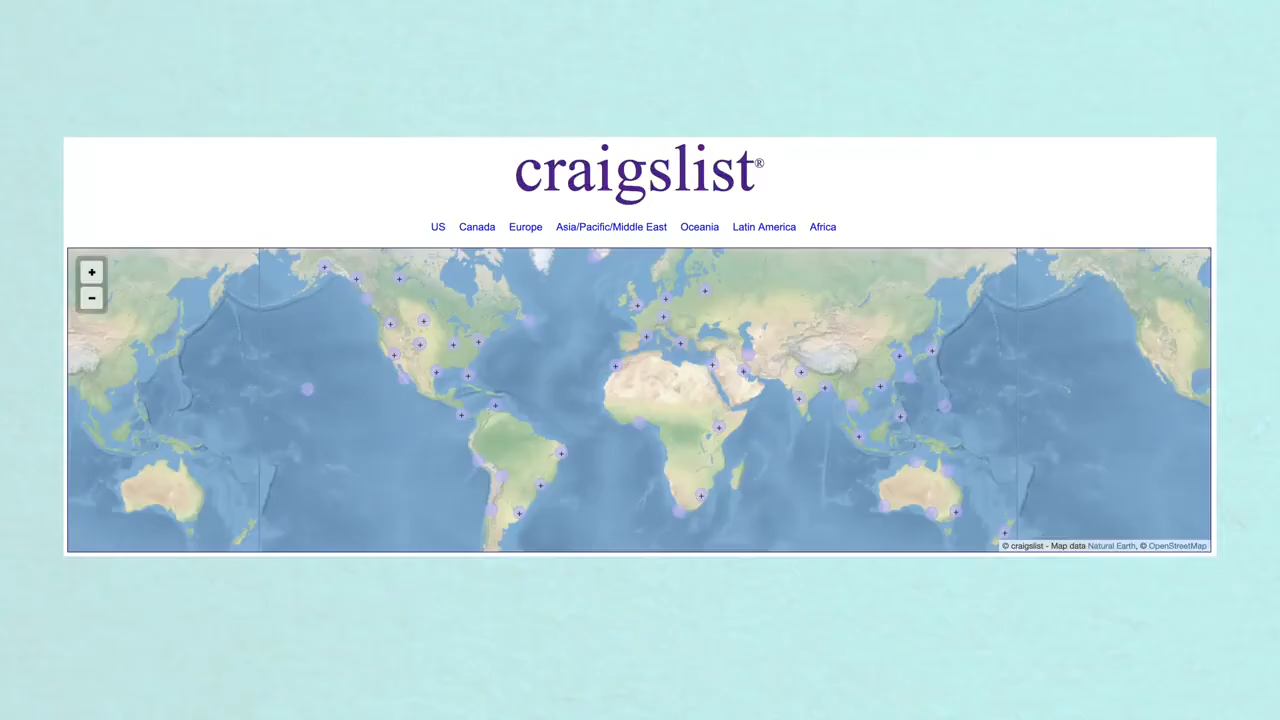 craigslist®
US Canada Europe Asia/Pacific/Middle East Oceania Latin America Africa
+
−
© craigslist - Map data Natural Earth, © OpenStreetMap